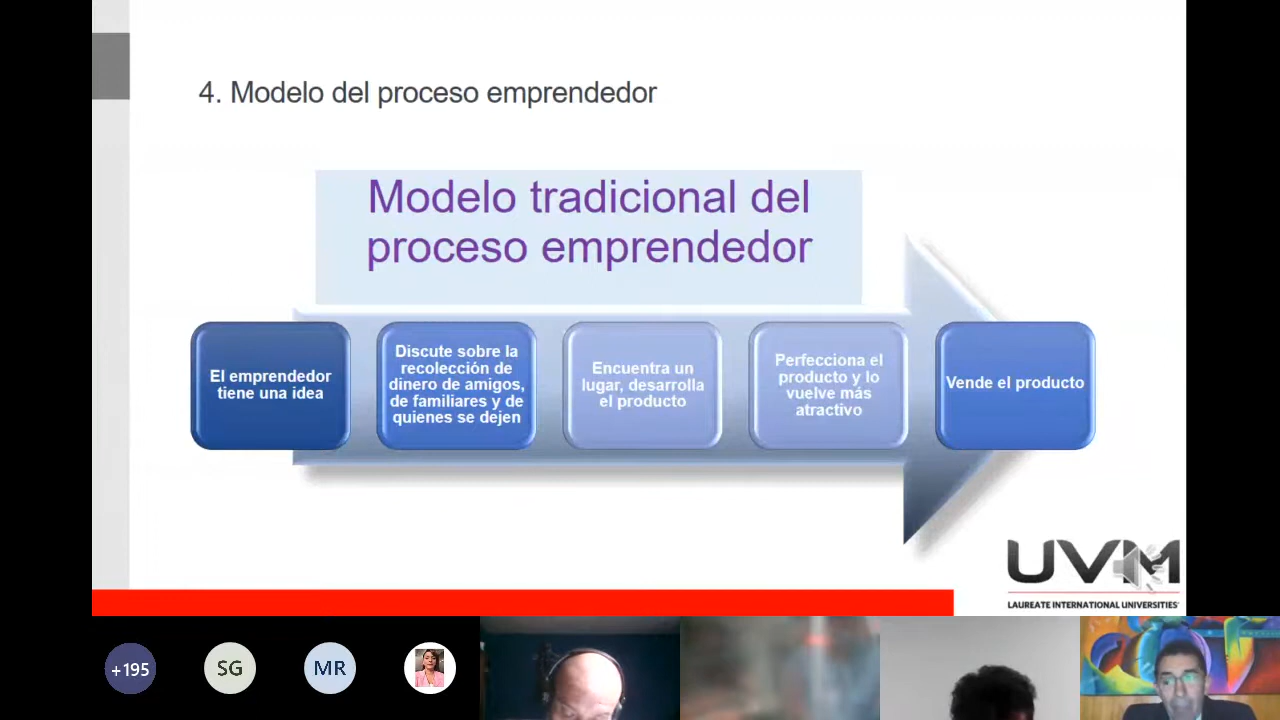 4. Modelo del proceso emprendedor
Modelo tradicional del
proceso emprendedor
El emprendedor
tiene una idea
Discute sobre la
recolección de
dinero de amigos,
de familiares y de
quienes se dejen
Encuentra un
lugar, desarrolla
el producto
Perfecciona el
producto y lo
vuelve más
atractivo
Vende el producto
UVM
LAUREATE INTERNATIONAL UNIVERSITIES
+195
SG
MR